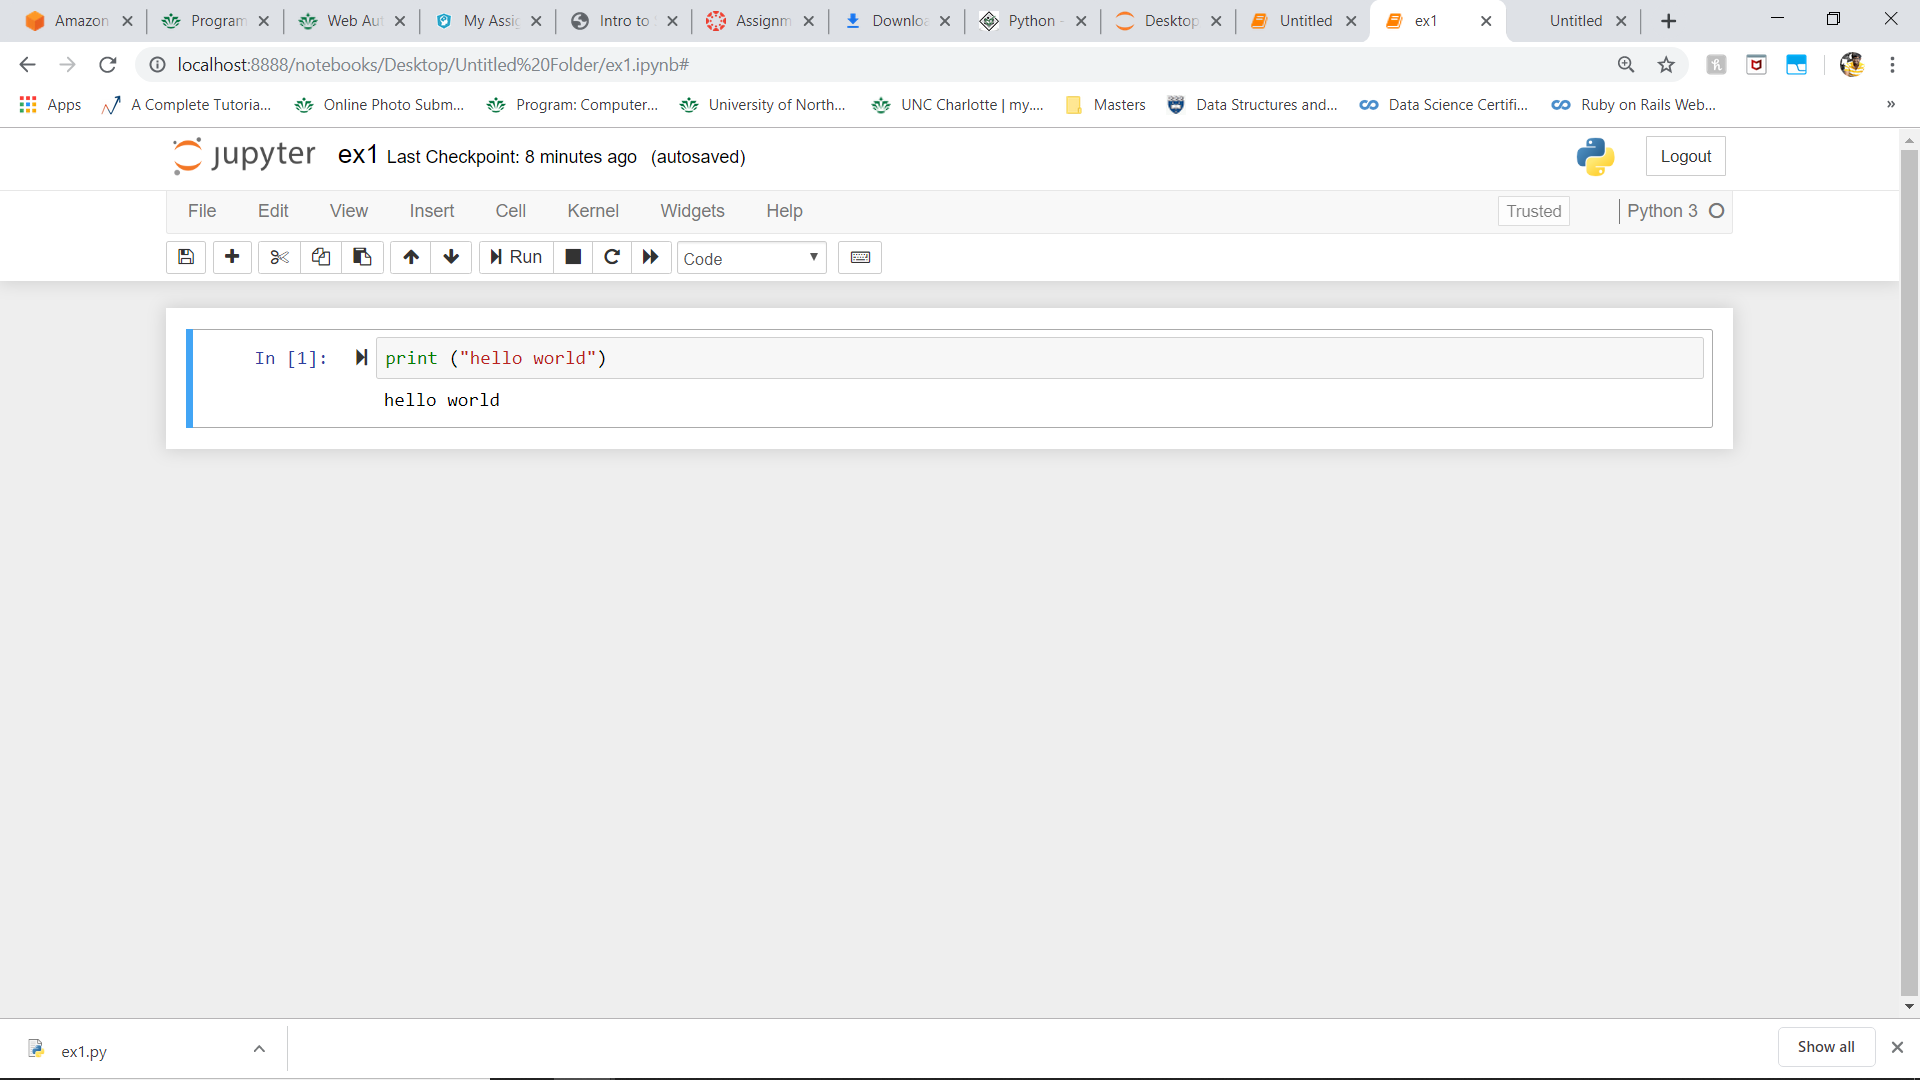 Amazon Program Web Aut My Assig Intro to Assignm Downloa Python - Desktop Untitled ex1 Untitled
localhost:8888/notebooks/Desktop/Untitled%20Folder/ex1.ipynb#
Apps A Complete Tutoria... Online Photo Subm... Program: Computer... University of North... UNC Charlotte | my.... Masters Data Structures and... Data Science Certifi... Ruby on Rails Web... »
jupyter ex1 Last Checkpoint: 8 minutes ago (autosaved) Logout
File Edit View Insert Cell Kernel Widgets Help Trusted Python 3
Run Code
In [1]: print ("hello world")
hello world
ex1.py Show all